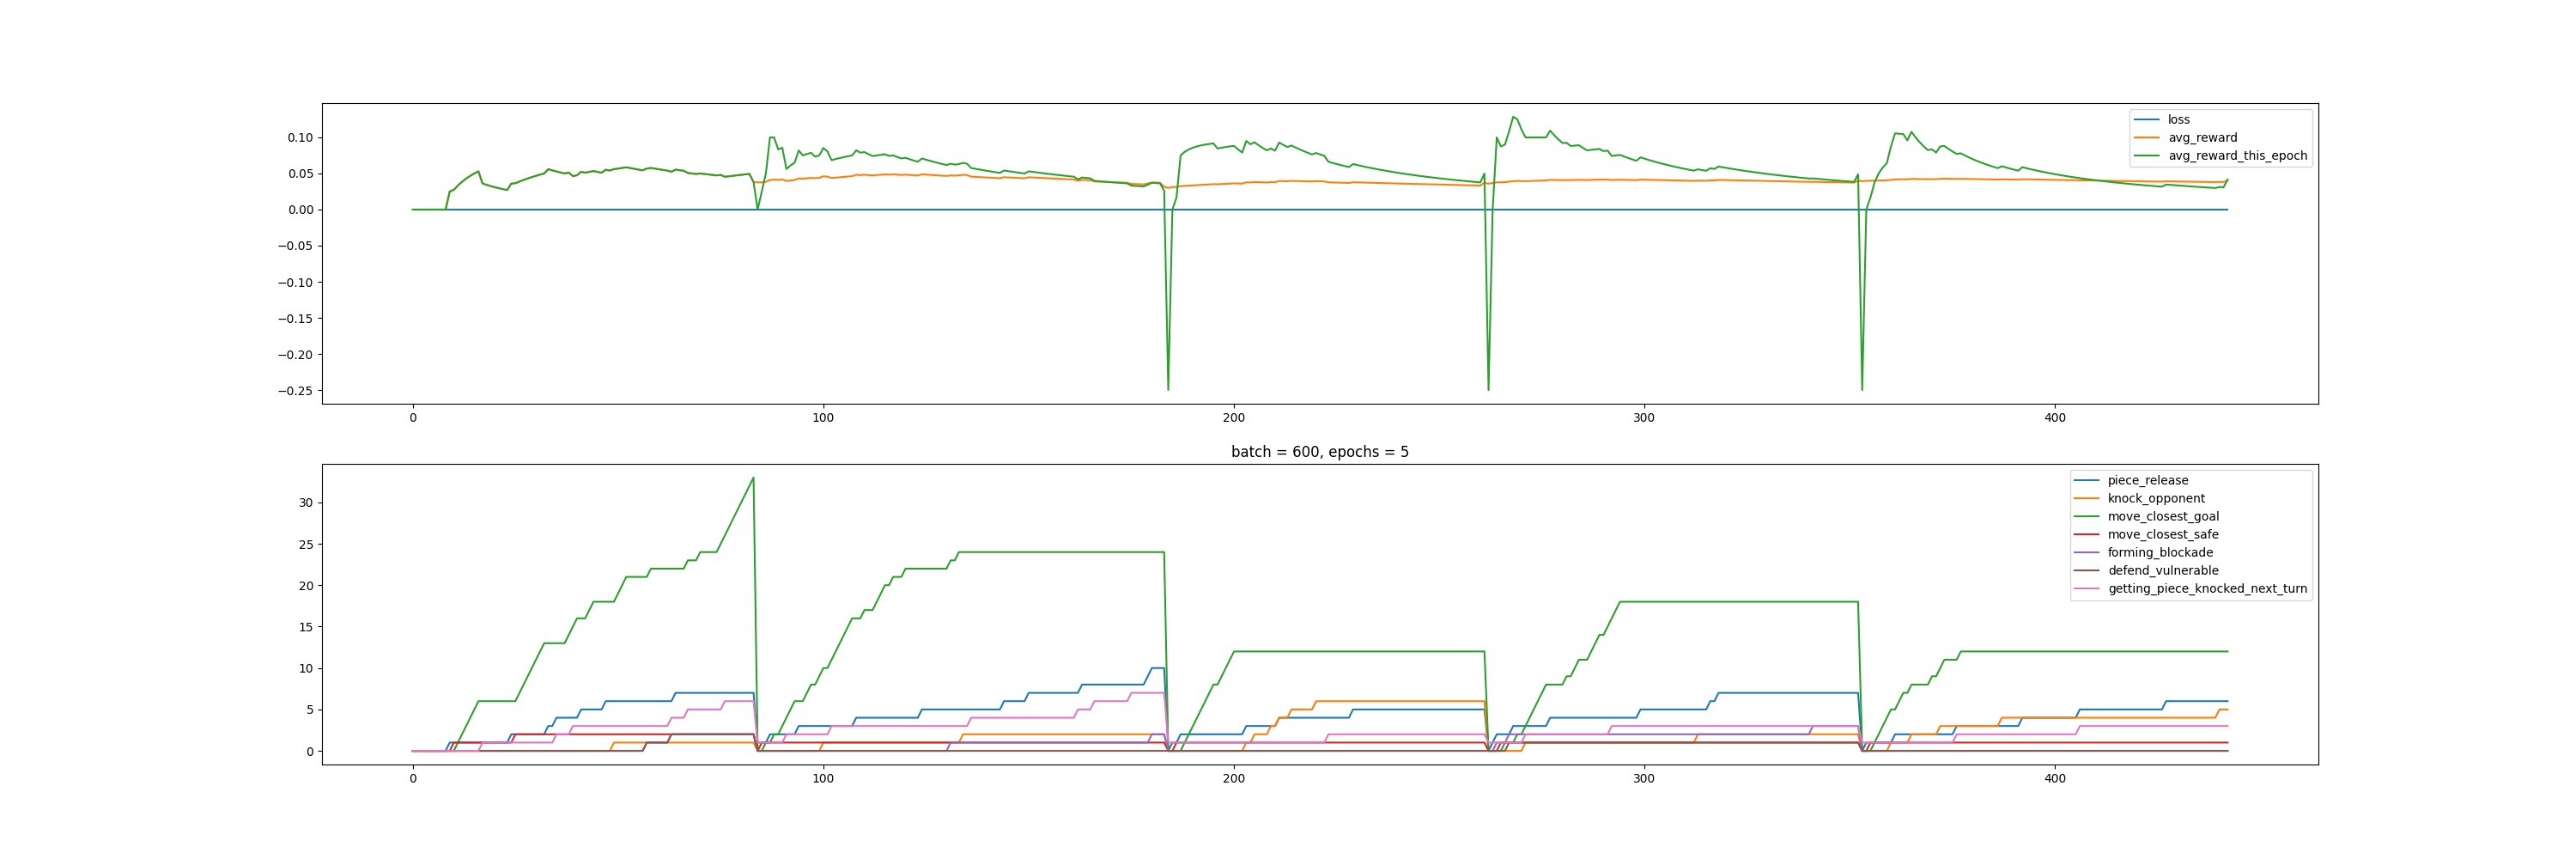 0.10
0.05
0.00
−0.05
−0.10
−0.15
−0.20
−0.25
0 100 200 300 400
loss
avg_reward
avg_reward_this_epoch
batch = 600, epochs = 5
30
25
20
15
10
5
0
0 100 200 300 400
piece_release
knock_opponent
move_closest_goal
move_closest_safe
forming_blockade
defend_vulnerable
getting_piece_knocked_next_turn